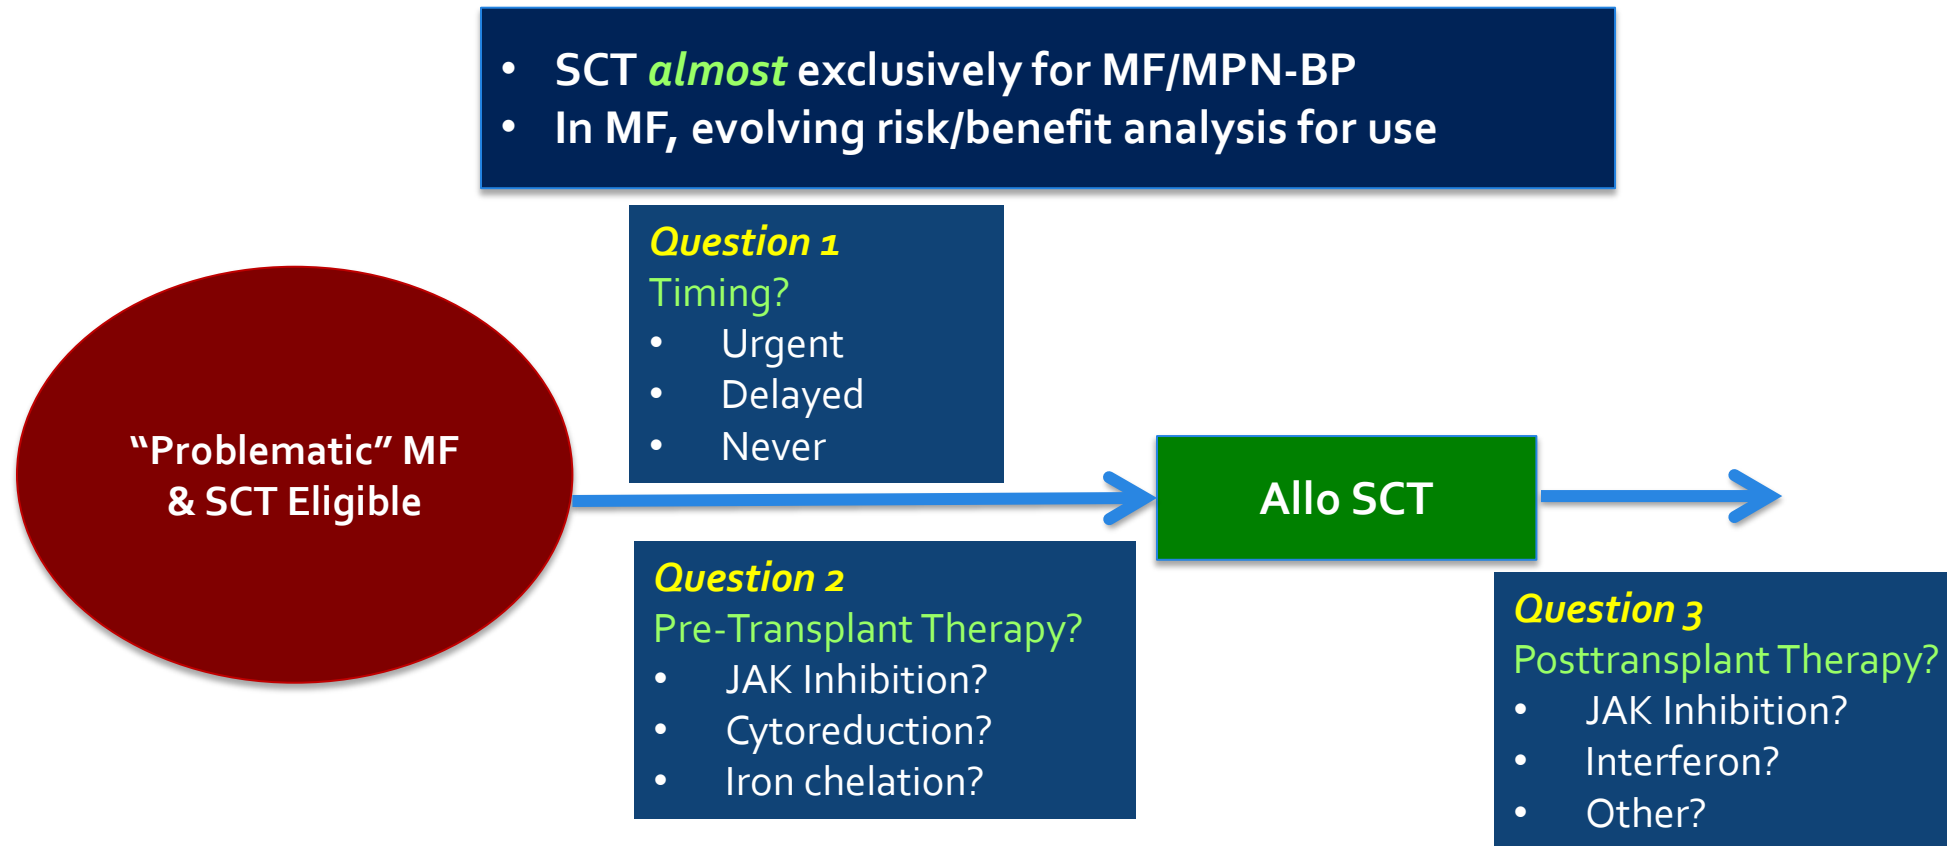 • SCT almost exclusively for MF/MPN-BP
• In MF, evolving risk/benefit analysis for use
Question 1
Timing?
• Urgent
• Delayed
• Never
“Problematic” MF
& SCT Eligible
Allo SCT
Question 2
Pre-Transplant Therapy?
• JAK Inhibition?
• Cytoreduction?
• Iron chelation?
Question 3
Posttransplant Therapy?
• JAK Inhibition?
• Interferon?
• Other?